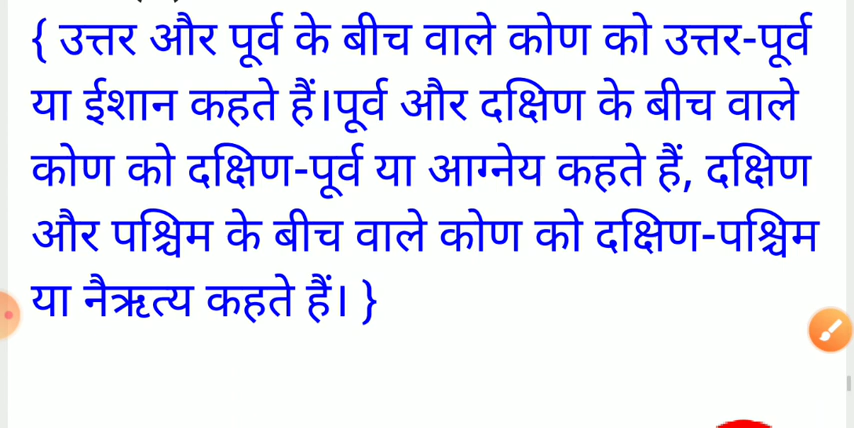 { उत्तर और पूर्व के बीच वाले कोण को उत्तर-पूर्व
या ईशान कहते हैं।पूर्व और दक्षिण के बीच वाले
कोण को दक्षिण-पूर्व या आग्नेय कहते हैं, दक्षिण
और पश्चिम के बीच वाले कोण को दक्षिण-पश्चिम
या नैऋत्य कहते हैं। }